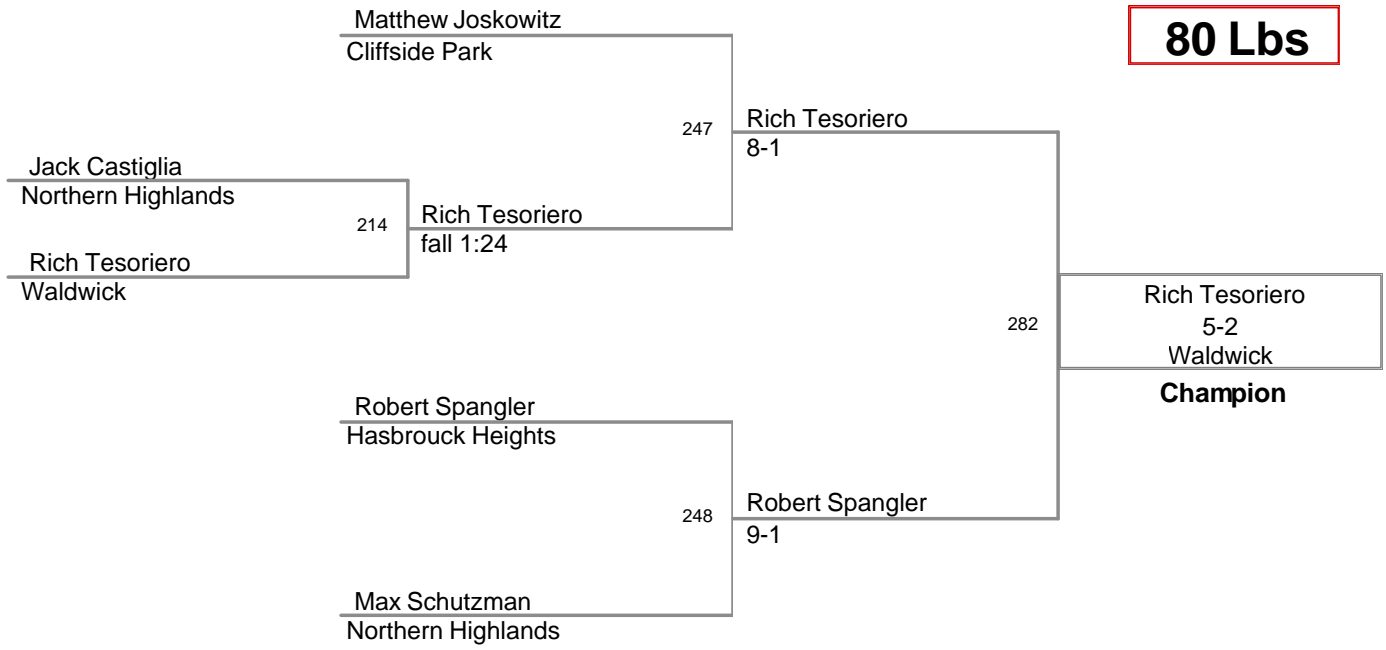 Matthew Joskowitz
80 Lbs
Cliffside Park
247
Rich Tesoriero
8-1
Jack Castiglia
Northern Highlands
214
Rich Tesoriero
fall 1:24
Rich Tesoriero
Waldwick
282
Rich Tesoriero
5-2
Waldwick
Champion
Robert Spangler
Hasbrouck Heights
248
Robert Spangler
9-1
Max Schutzman
Northern Highlands